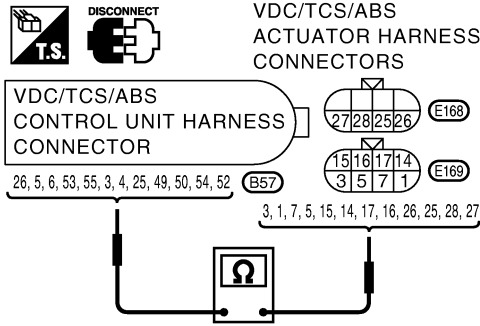 T.S.
DISCONNECT
VDC/TCS/ABS
ACTUATOR HARNESS
CONNECTORS
VDC/TCS/ABS
CONTROL UNIT HARNESS
CONNECTOR
27 28 25 26
E168
15 16 17 14
3 5 7 1
E169
26, 5, 6, 53, 55, 3, 4, 25, 49, 50, 54, 52
B57
3, 1, 7, 5, 15, 14, 17, 16, 26, 25, 28, 27
Ω